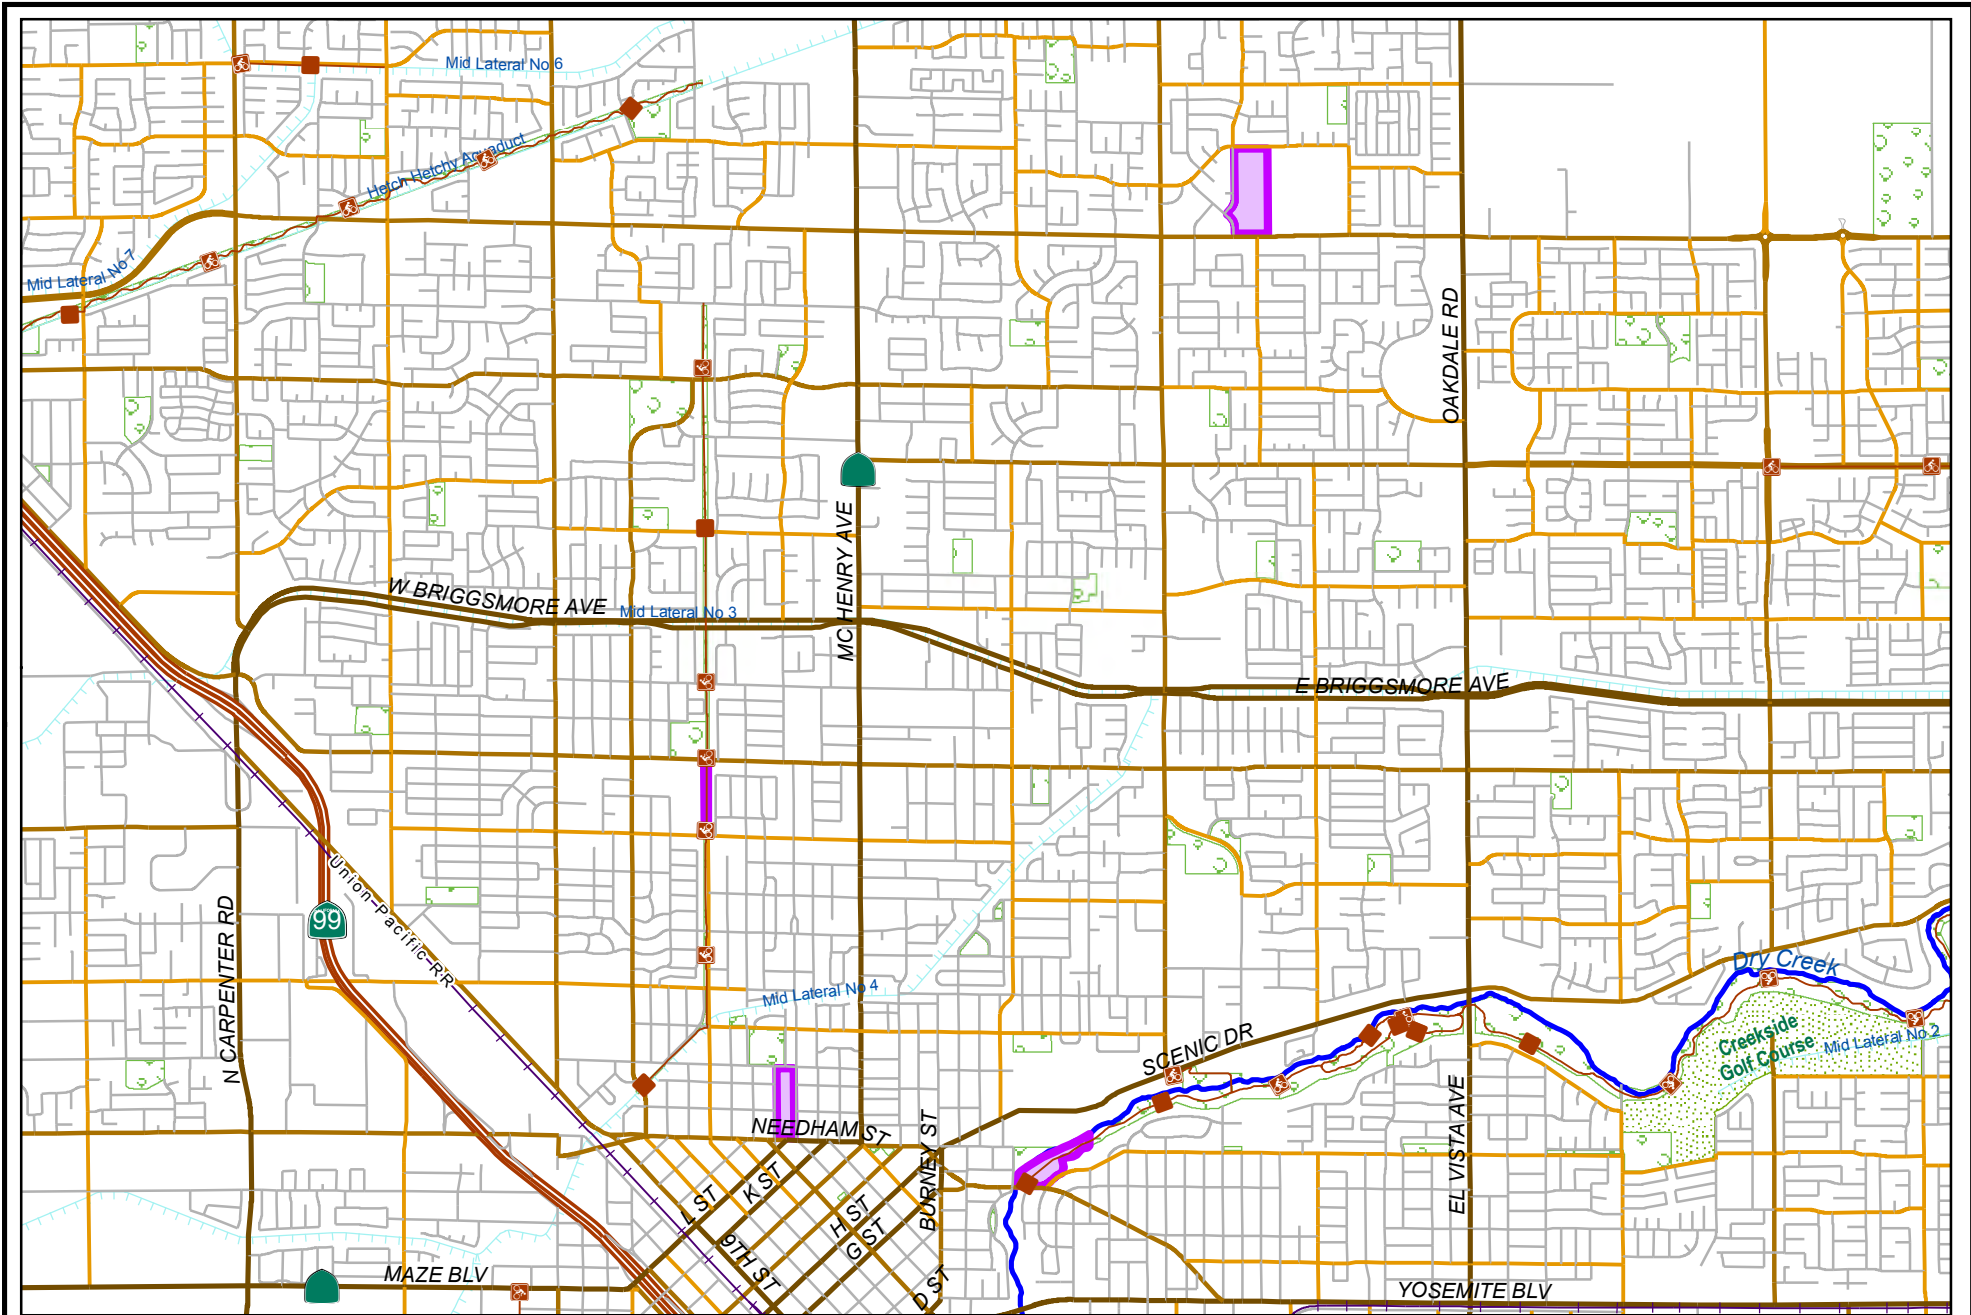 Mid Lateral No 6
Hetch Hetchy Aquaduct
Mid Lateral No 7
OAKDALE RD
MC HENRY AVE
W BRIGGSMORE AVE
Mid Lateral No 3
E BRIGGSMORE AVE
Union Pacific RR
99
N CARPENTER RD
Dry Creek
Mid Lateral No 4
Creekside
Golf Course
Mid Lateral No 2
SCENIC DR
EL VISTA AVE
NEEDHAM ST
BURNEY ST
L ST
K ST
H ST
G ST
9TH ST
D ST
MAZE BLV
YOSEMITE BLV